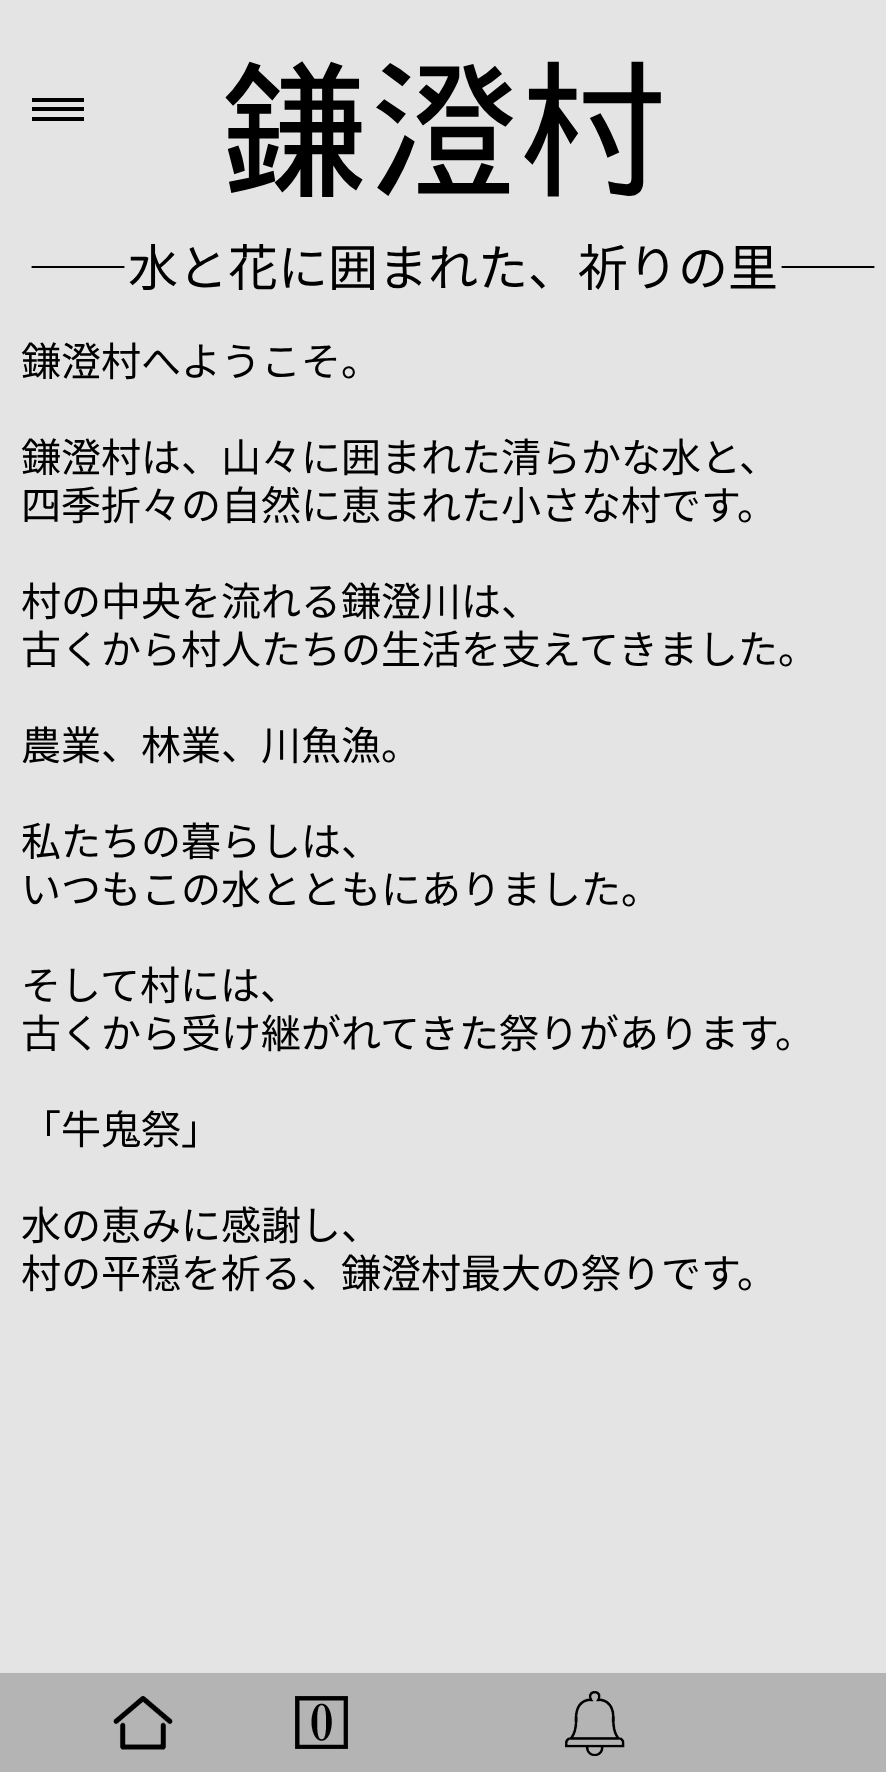 鎌澄村
――水と花に囲まれた、祈りの里――
鎌澄村へようこそ。
鎌澄村は、山々に囲まれた清らかな水と、
四季折々の自然に恵まれた小さな村です。
村の中央を流れる鎌澄川は、
古くから村人たちの生活を支えてきました。
農業、林業、川魚漁。
私たちの暮らしは、
いつもこの水とともにありました。
そして村には、
古くから受け継がれてきた祭りがあります。
「牛鬼祭」
水の恵みに感謝し、
村の平穏を祈る、鎌澄村最大の祭りです。
0